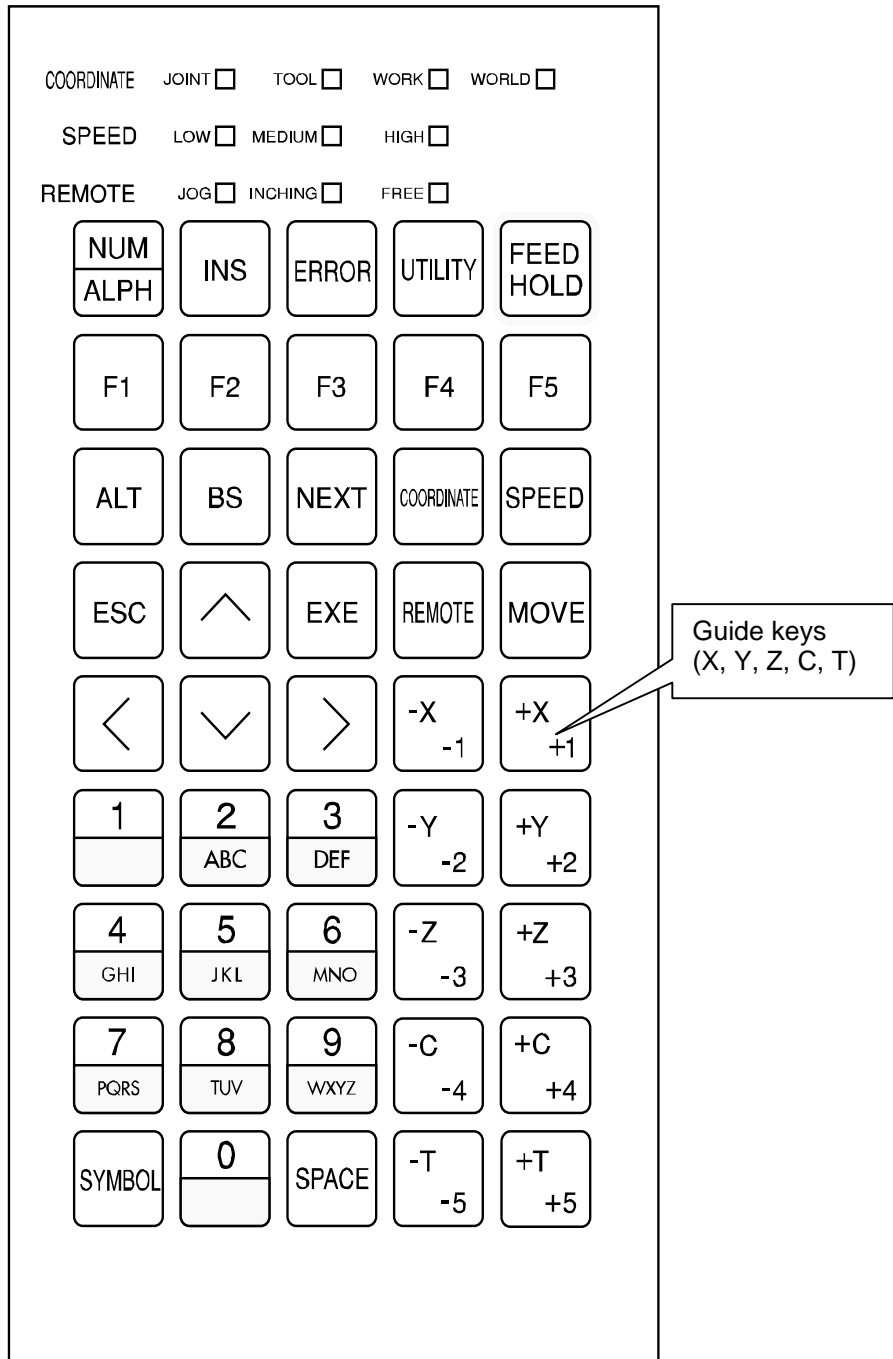 COORDINATE JOINT TOOL WORK WORLD
SPEED LOW MEDIUM HIGH
REMOTE JOG INCHING FREE
NUM
ALPH
INS
ERROR
UTILITY
FEED
HOLD
F1 F2 F3 F4 F5
ALT BS NEXT COORDINATE SPEED
ESC EXE REMOTE MOVE
Guide keys
(X, Y, Z, C, T)
-X +X
-1 +1
1 2 3 -Y +Y
ABC DEF -2 +2
4 5 6 -Z +Z
GHI JKL MNO -3 +3
7 8 9 -C +C
PQRS TUV WXYZ -4 +4
SYMBOL 0 SPACE -T +T
-5 +5